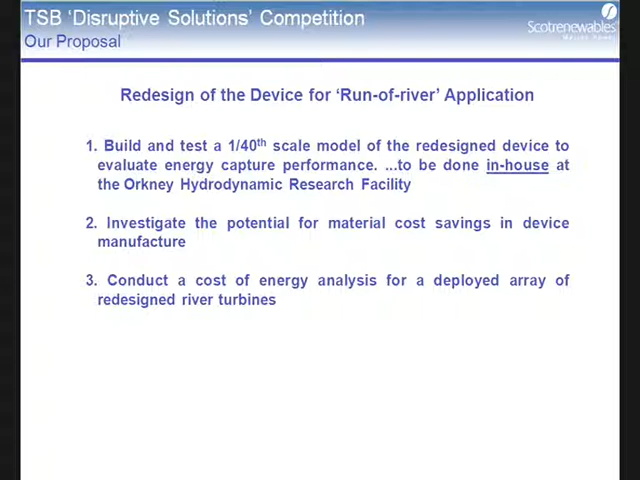 TSB ‘Disruptive Solutions’ Competition
Our Proposal
Scotrenewables
Marine Power
Redesign of the Device for ‘Run-of-river’ Application
1. Build and test a 1/40th scale model of the redesigned device to
evaluate energy capture performance. ...to be done in-house at
the Orkney Hydrodynamic Research Facility
2. Investigate the potential for material cost savings in device
manufacture
3. Conduct a cost of energy analysis for a deployed array of
redesigned river turbines